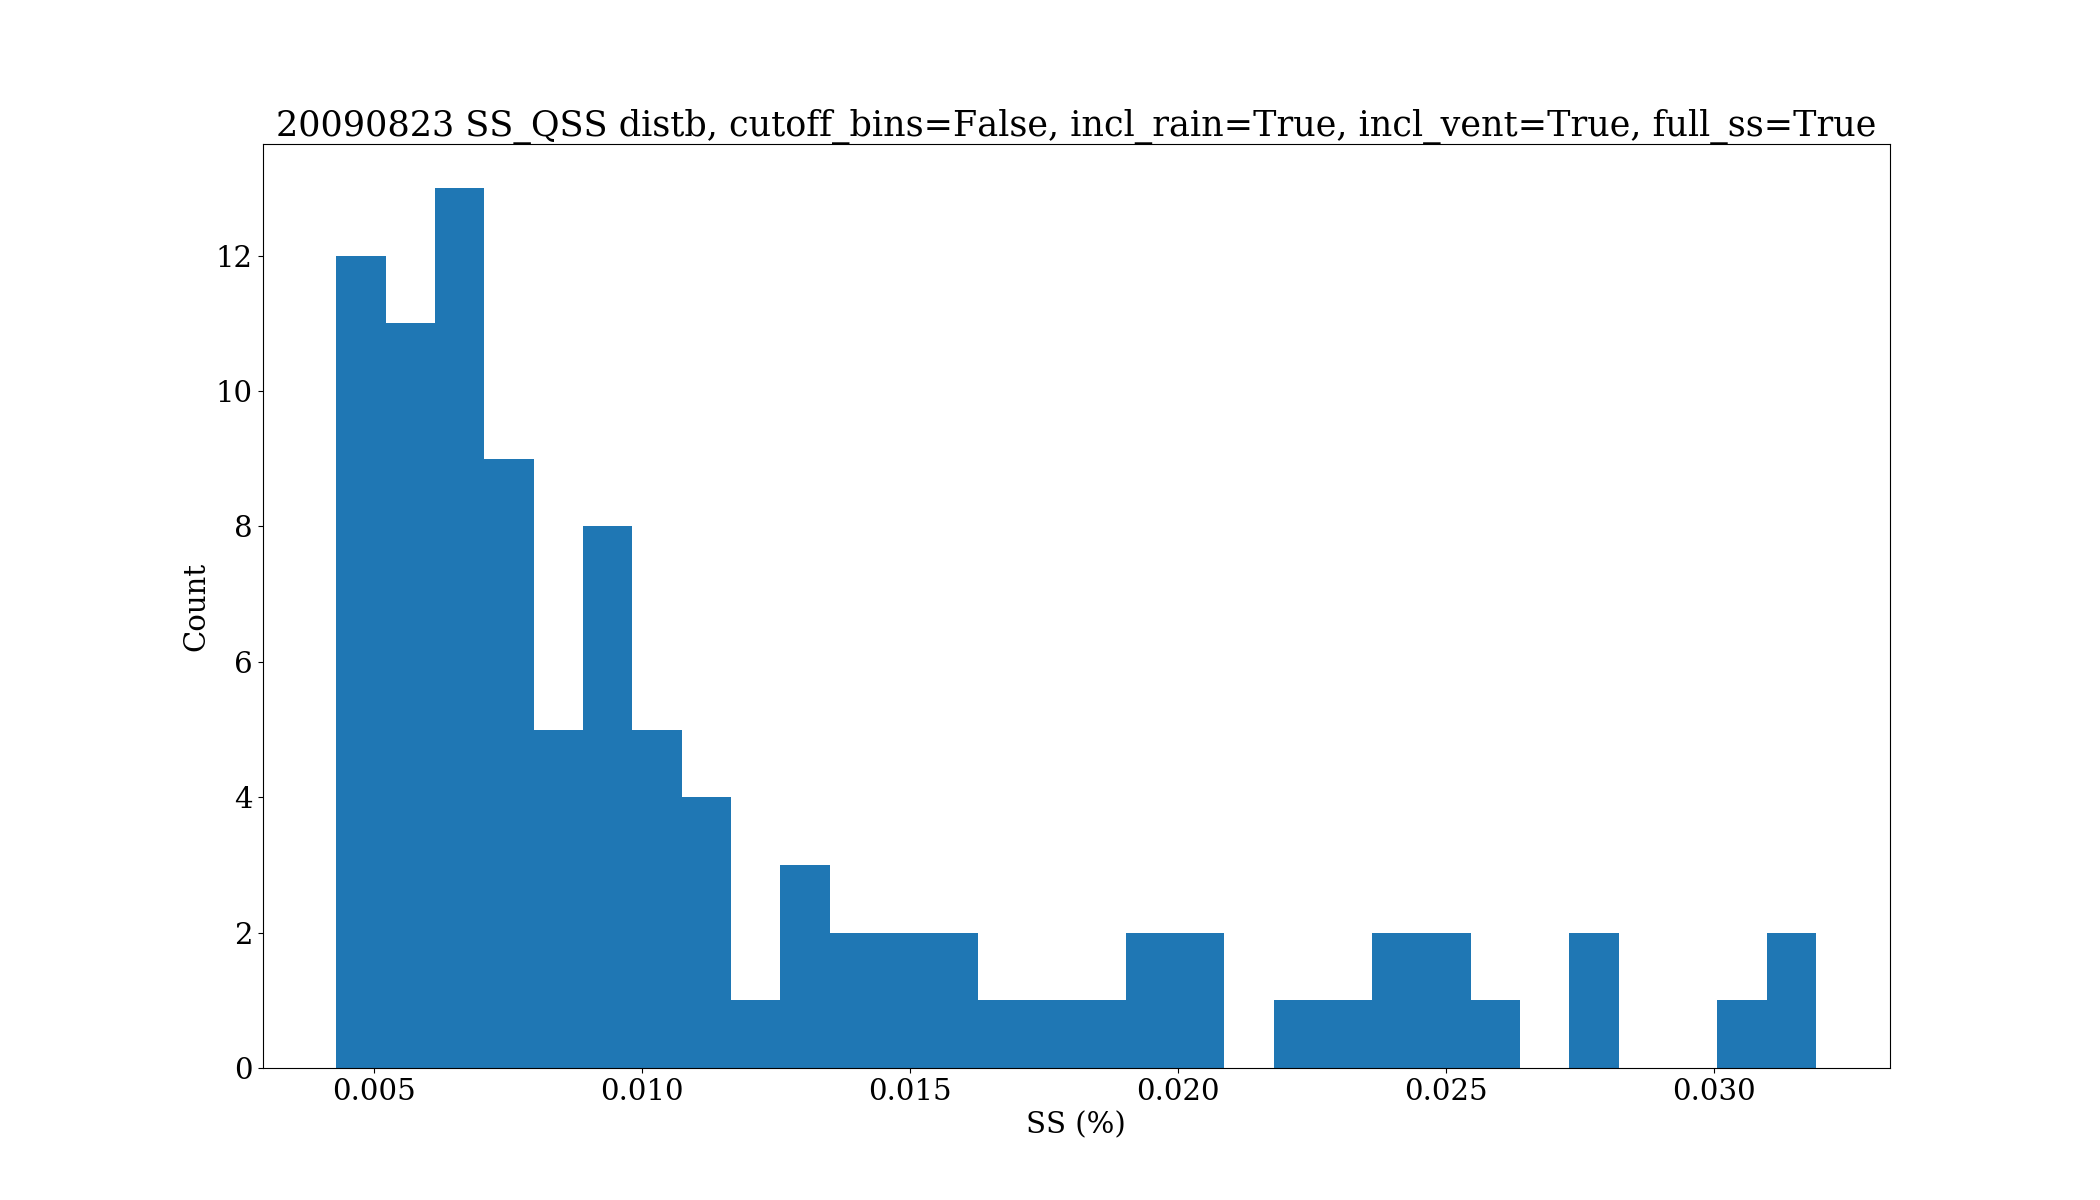 20090823 SS_QSS distb, cutoff_bins=False, incl_rain=True, incl_vent=True, full_ss=True
12
10
8
6
4
2
0
Count
0.005 0.010 0.015 0.020 0.025 0.030
SS (%)